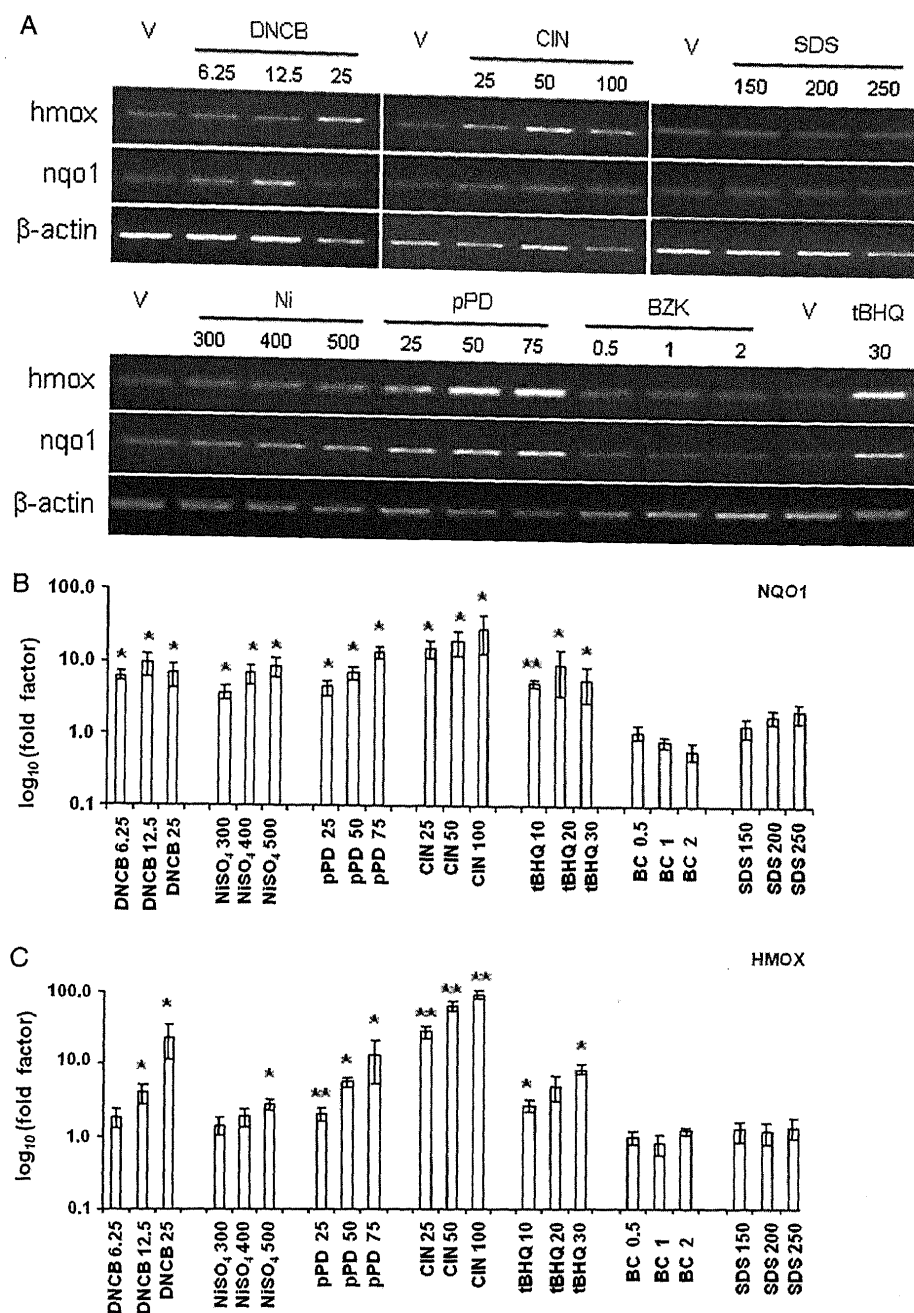 A
V DNCB V CIN V SDS
6.25 12.5 25 25 50 100 150 200 250
hmox
nqo1
β-actin
V Ni pPD BZK V tBHQ
300 400 500 25 50 75 0.5 1 2 30
hmox
nqo1
β-actin
B
NQO1
log10 (fold factor)
100.0
10.0
1.0
0.1
* * * * * * * * * * * * ** * *
DNCB 6.25
DNCB 12.5
DNCB 25
NiSO4 300
NiSO4 400
NiSO4 500
pPD 25
pPD 50
pPD 75
CIN 25
CIN 50
CIN 100
tBHQ 10
tBHQ 20
tBHQ 30
BC 0.5
BC 1
BC 2
SDS 150
SDS 200
SDS 250
C
HMOX
log10 (fold factor)
100.0
10.0
1.0
0.1
* * * ** * * ** ** ** * *
DNCB 6.25
DNCB 12.5
DNCB 25
NiSO4 300
NiSO4 400
NiSO4 500
pPD 25
pPD 50
pPD 75
CIN 25
CIN 50
CIN 100
tBHQ 10
tBHQ 20
tBHQ 30
BC 0.5
BC 1
BC 2
SDS 150
SDS 200
SDS 250